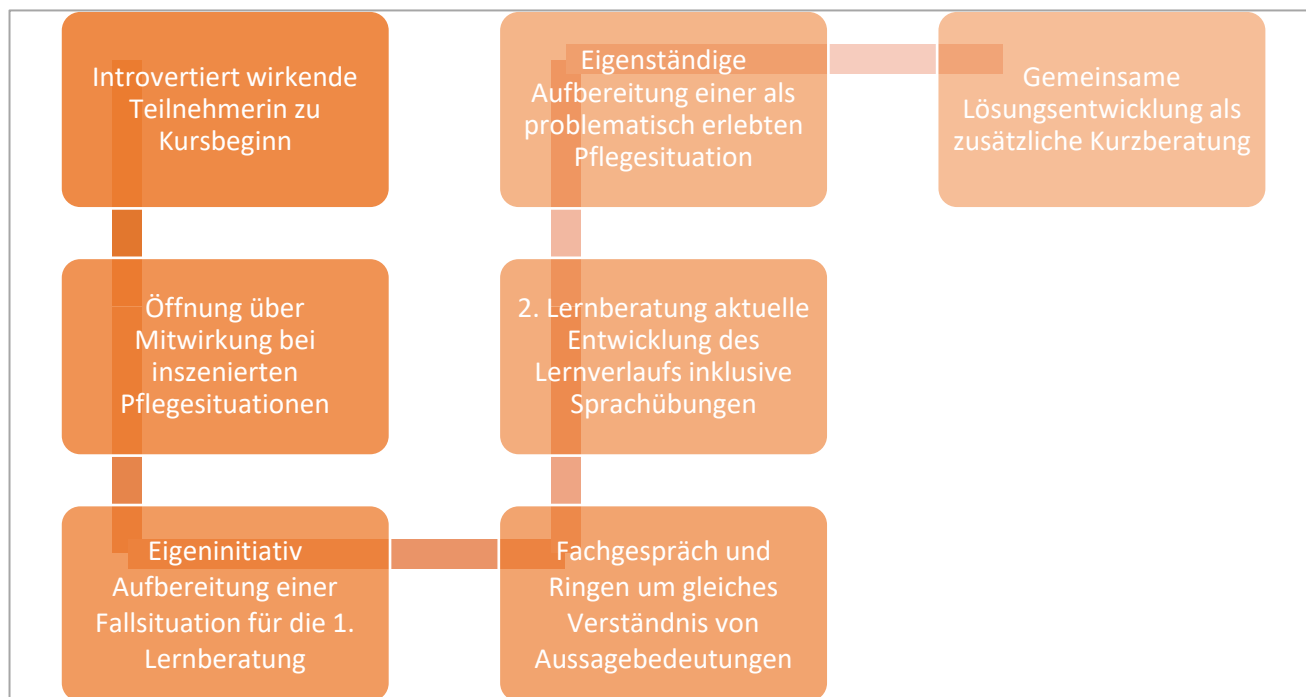 Introvertiert wirkende
Teilnehmerin zu
Kursbeginn
Öffnung über
Mitwirkung bei
inszenierten
Pflegesituationen
Eigeninitiativ
Aufbereitung einer
Fallsituation für die 1.
Lernberatung
Fachgespräch und
Ringen um gleiches
Verständnis von
Aussagebedeutungen
2. Lernberatung aktuelle
Entwicklung des
Lernverlaufs inklusive
Sprachübungen
Eigenständige
Aufbereitung einer als
problematisch erlebten
Pflegesituation
Gemeinsame
Lösungsentwicklung als
zusätzliche Kurzberatung